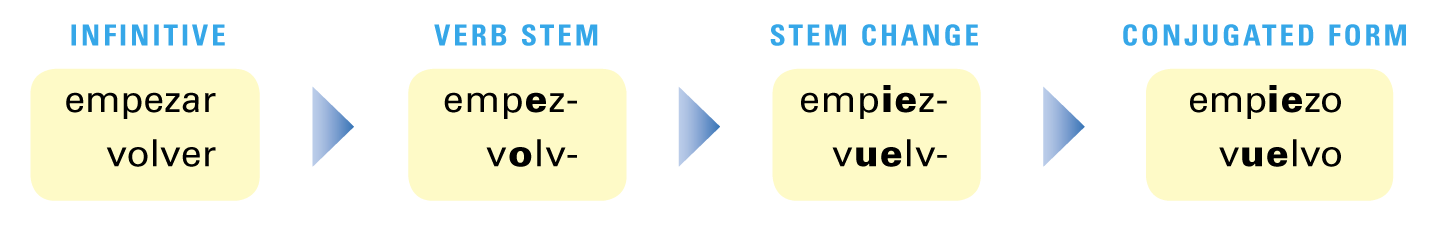 INFINITIVE VERB STEM STEM CHANGE CONJUGATED FORM
empezar empez- empiez- empiezo
volver volv- vuelv- vuelvo